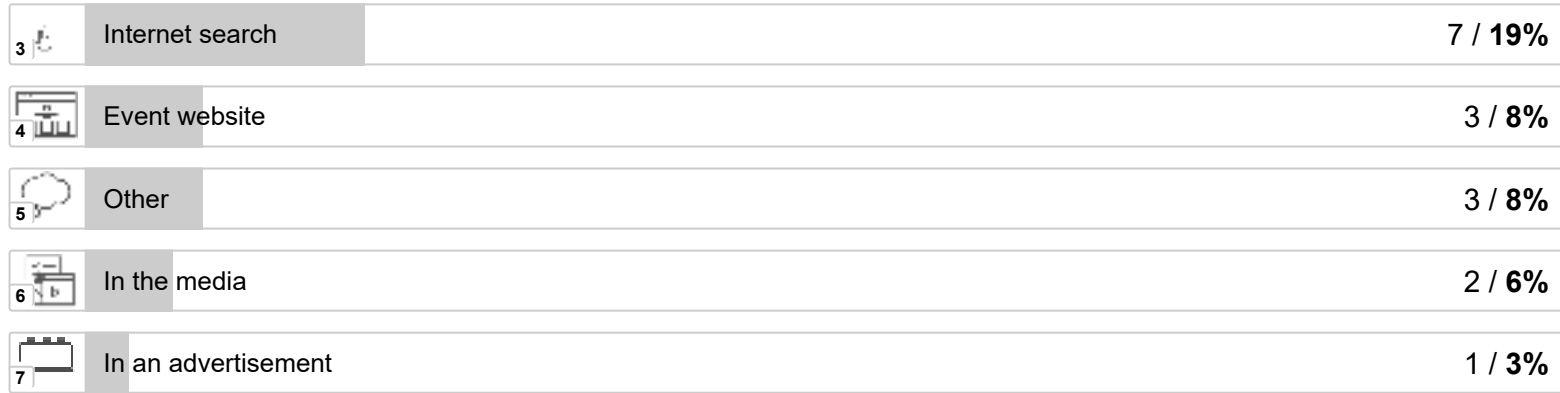 3 Internet search 7 / 19%
4 Event website 3 / 8%
5 Other 3 / 8%
6 In the media 2 / 6%
7 In an advertisement 1 / 3%